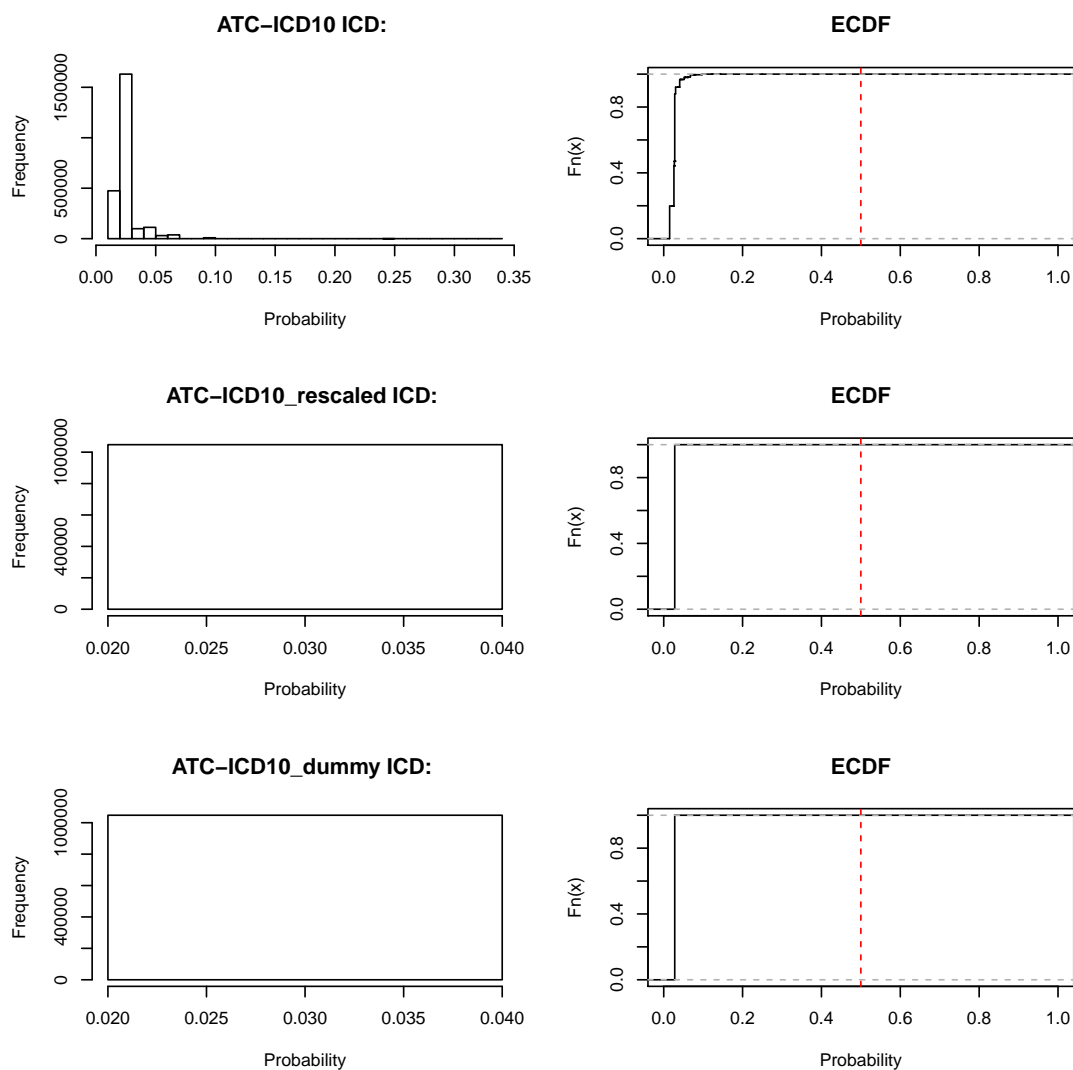 ATC−ICD10 ICD:
Frequency
0 500000 1500000
0.00 0.05 0.10 0.15 0.20 0.25 0.30 0.35
Probability
ECDF
Fn(x)
0.0 0.4 0.8
0.0 0.2 0.4 0.6 0.8 1.0
Probability
ATC−ICD10_rescaled ICD:
Frequency
0 400000 1000000
0.020 0.025 0.030 0.035 0.040
Probability
ECDF
Fn(x)
0.0 0.4 0.8
0.0 0.2 0.4 0.6 0.8 1.0
Probability
ATC−ICD10_dummy ICD:
Frequency
0 400000 1000000
0.020 0.025 0.030 0.035 0.040
Probability
ECDF
Fn(x)
0.0 0.4 0.8
0.0 0.2 0.4 0.6 0.8 1.0
Probability